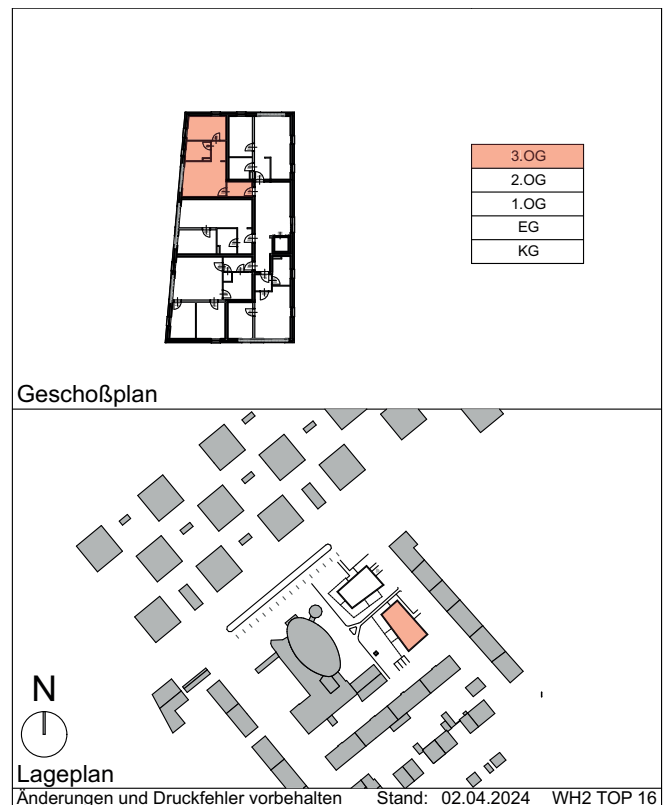 3.OG
2.OG
1.OG
EG
KG
Geschoßplan
N
Lageplan
Änderungen und Druckfehler vorbehalten Stand: 02.04.2024 WH2 TOP 16